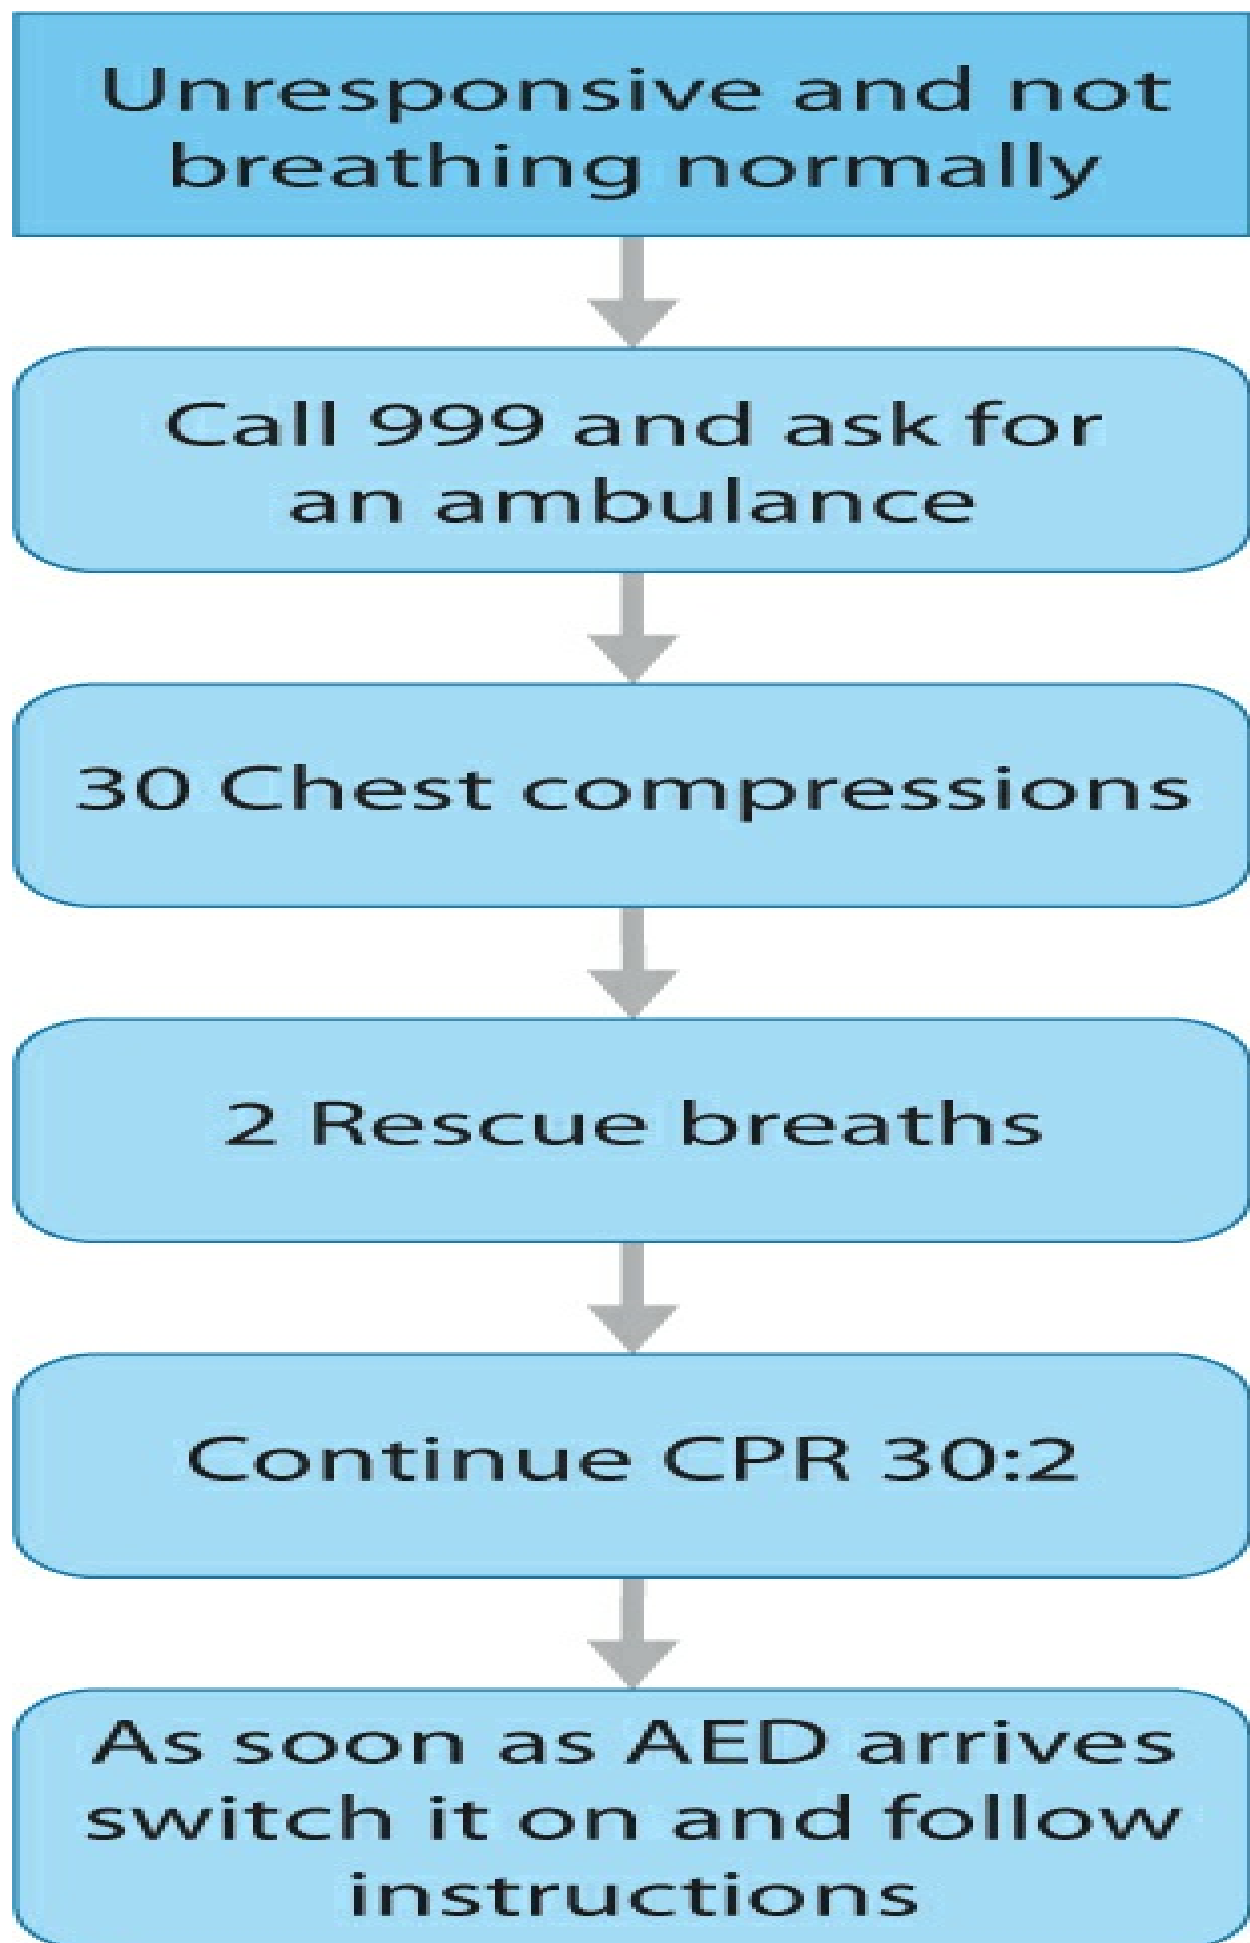 Unresponsive and not
breathing normally
Call 999 and ask for
an ambulance
30 Chest compressions
2 Rescue breaths
Continue CPR 30:2
As soon as AED arrives
switch it on and follow
instructions